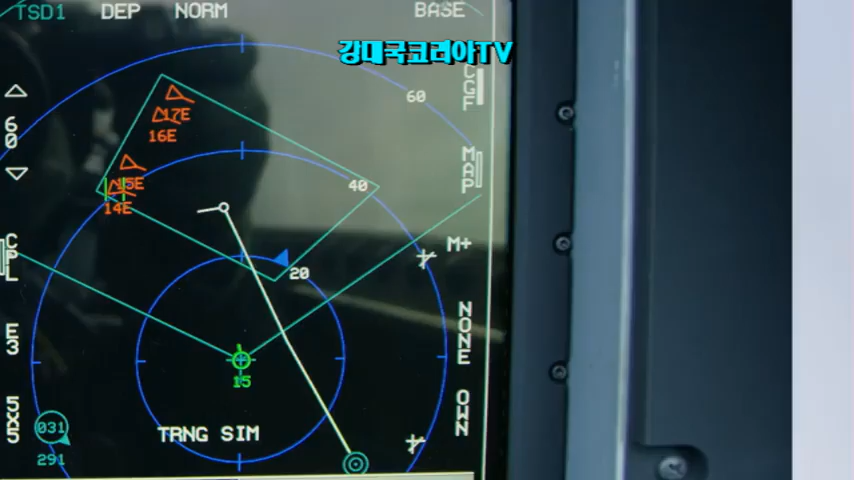 TSD1 DEP NORM BASE
강대국코리아TV
60
CGF
17E
16E
60
MAP
15E
40
14E
M+
CPL
20
NONE
E3
15
OWN
5X5
031
TRNG SIM
291